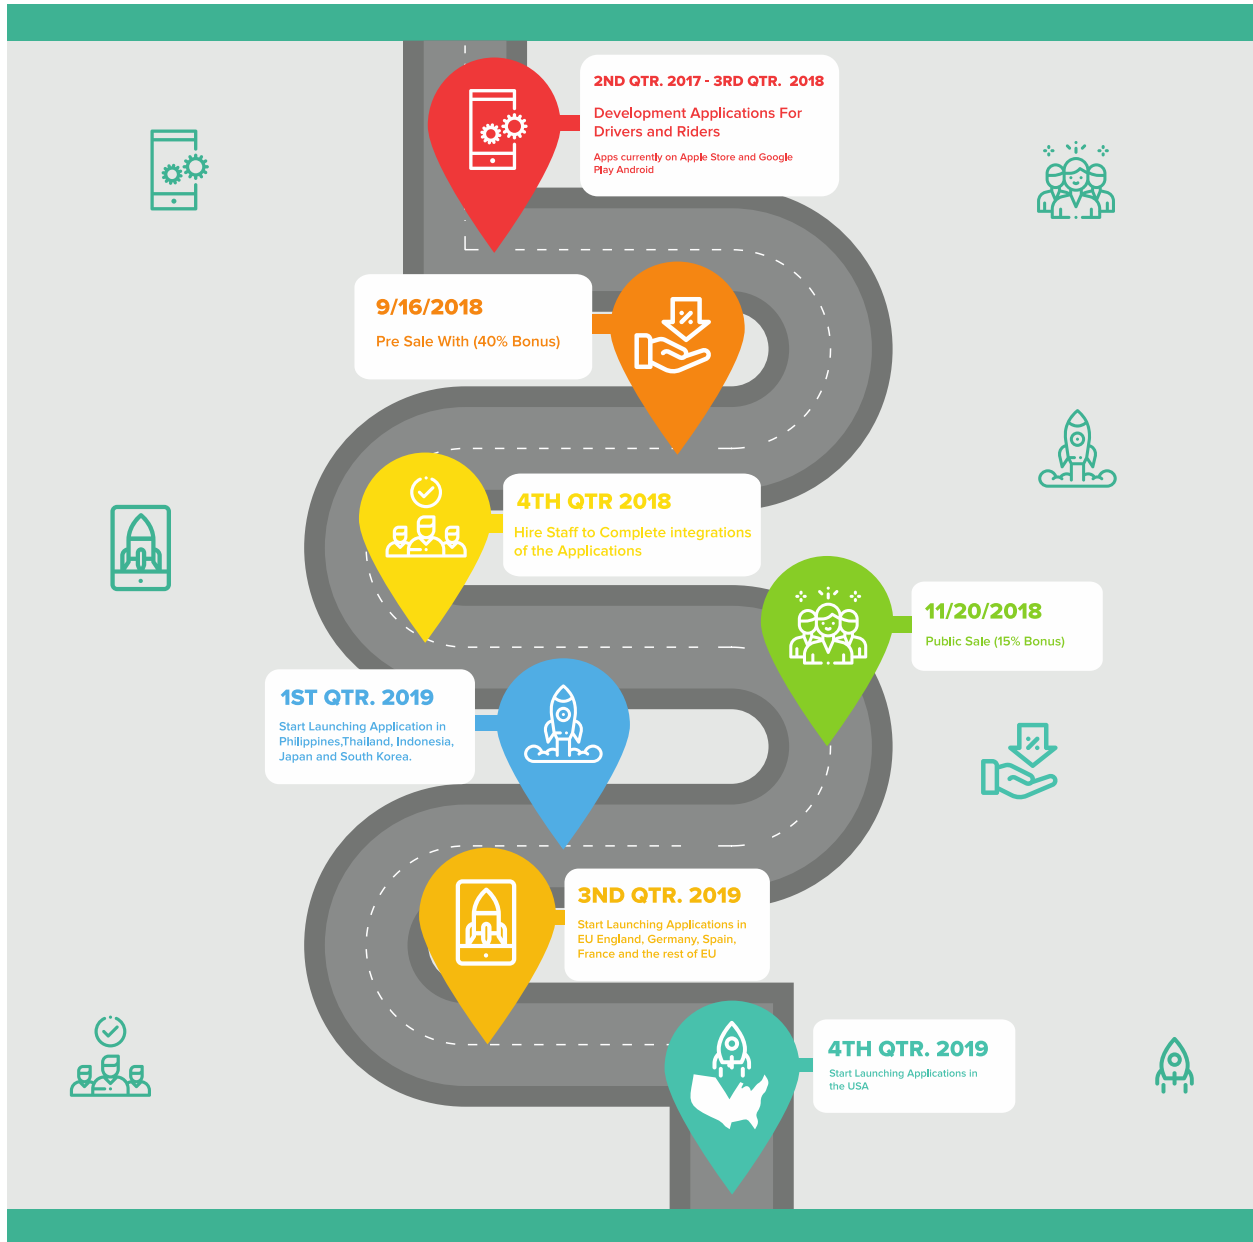 2ND QTR. 2017 - 3RD QTR. 2018
Development Applications For
Drivers and Riders
Apps currently on Apple Store and Google
Play Android
9/16/2018
Pre Sale With (40% Bonus)
4TH QTR 2018
Hire Staff to Complete integrations
of the Applications
11/20/2018
Public Sale (15% Bonus)
1ST QTR. 2019
Start Launching Application in
Philippines,Thailand, Indonesia,
Japan and South Korea.
3ND QTR. 2019
Start Launching Applications in
EU England, Germany, Spain,
France and the rest of EU
4TH QTR. 2019
Start Launching Applications in
the USA